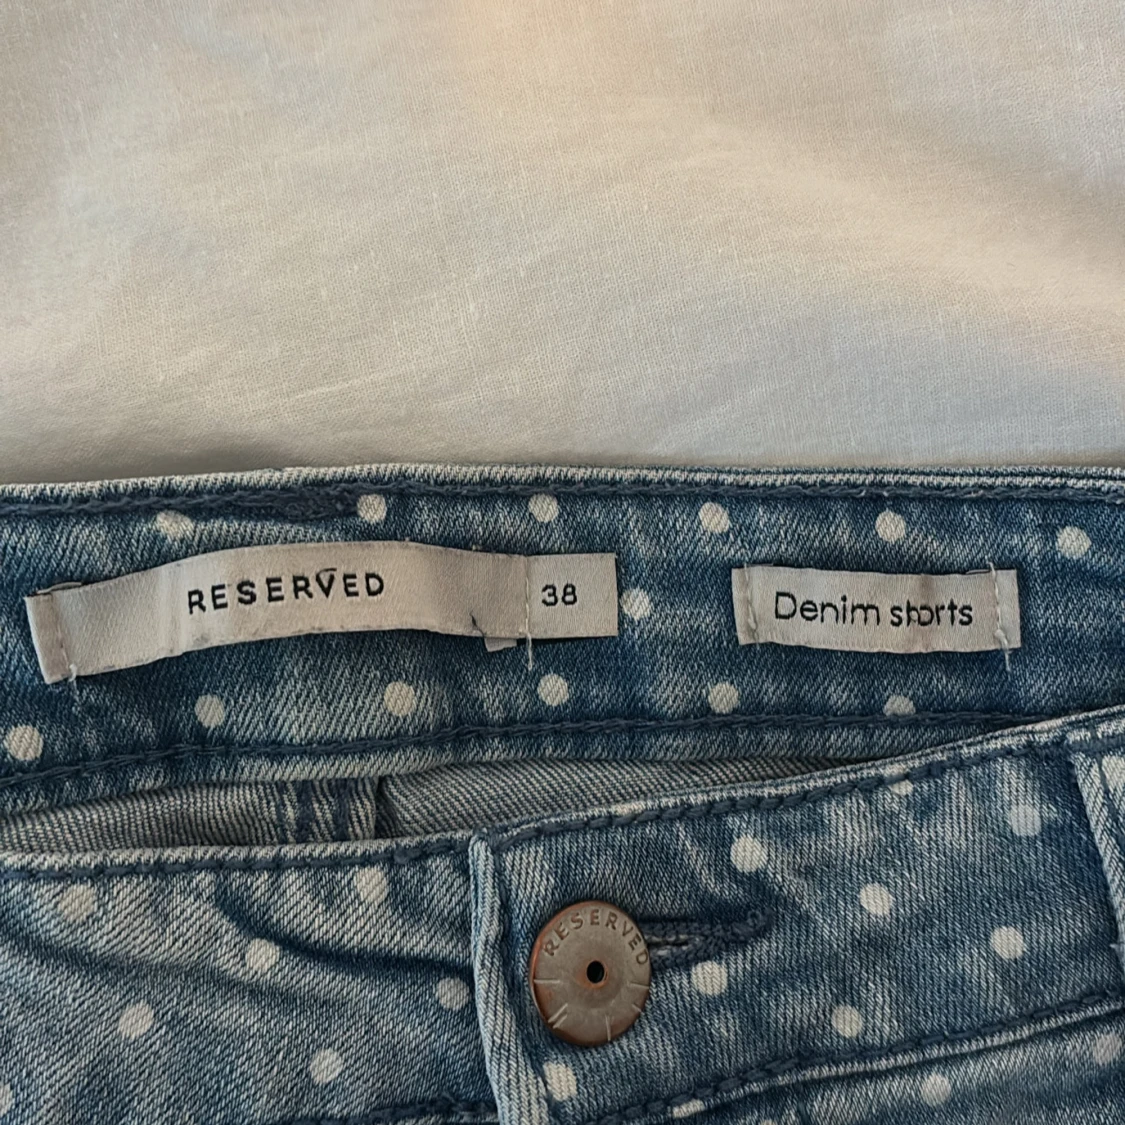 RESERVED
38
Denim shorts
RESERVED